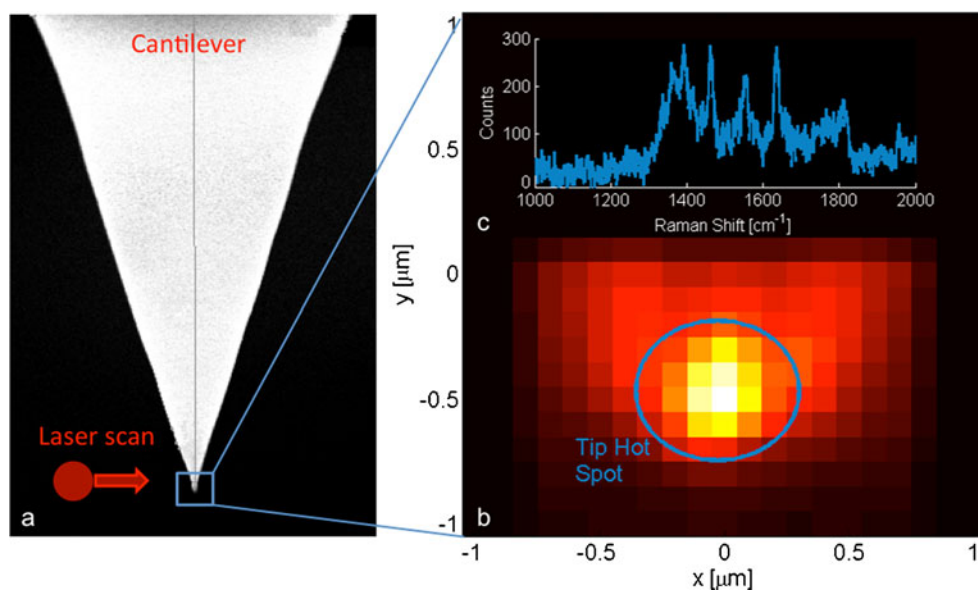 Cantilever
Laser scan
a
1
0.5
0
-0.5
-1
y [μm]
300
200
100
0
Counts
1000 1200 1400 1600 1800 2000
Raman Shift [cm⁻¹]
c
Tip Hot
Spot
b
-1 -0.5 0 0.5 1
x [μm]